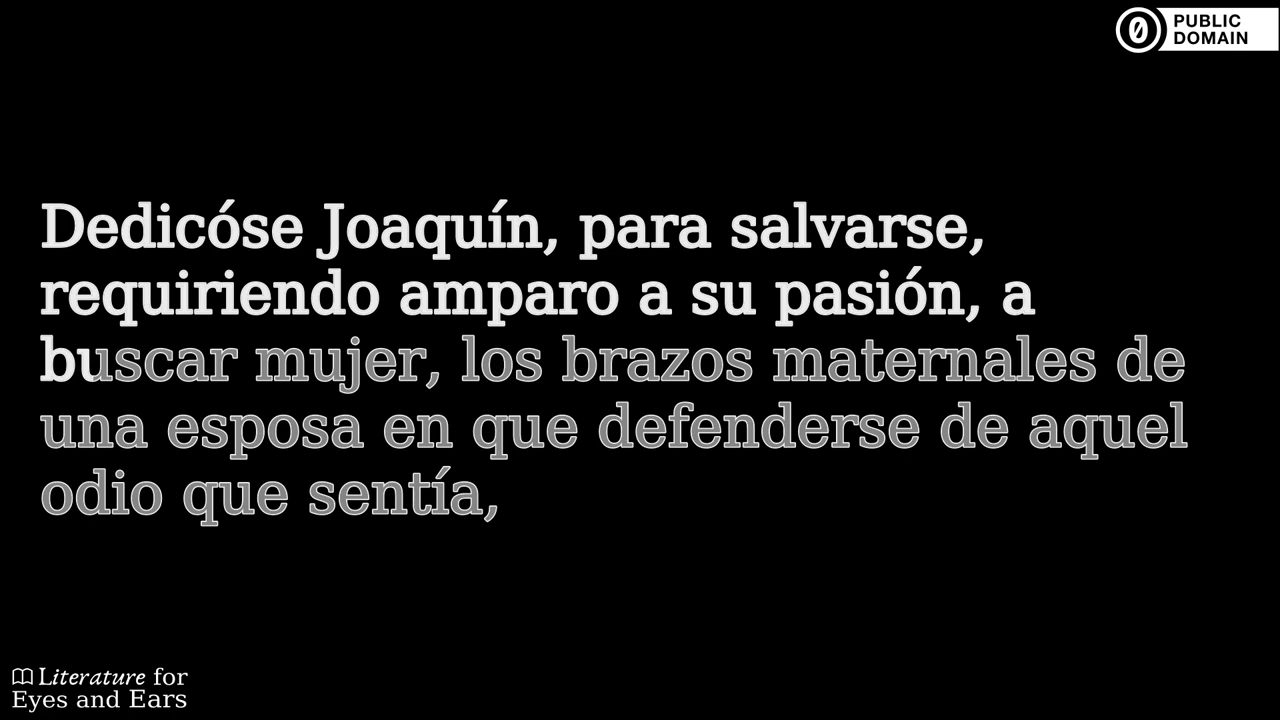 PUBLIC
DOMAIN
Dedicóse Joaquín, para salvarse,
requiriendo amparo a su pasión, a
buscar mujer, los brazos maternales de
una esposa en que defenderse de aquel
odio que sentía,
Literature for
Eyes and Ears